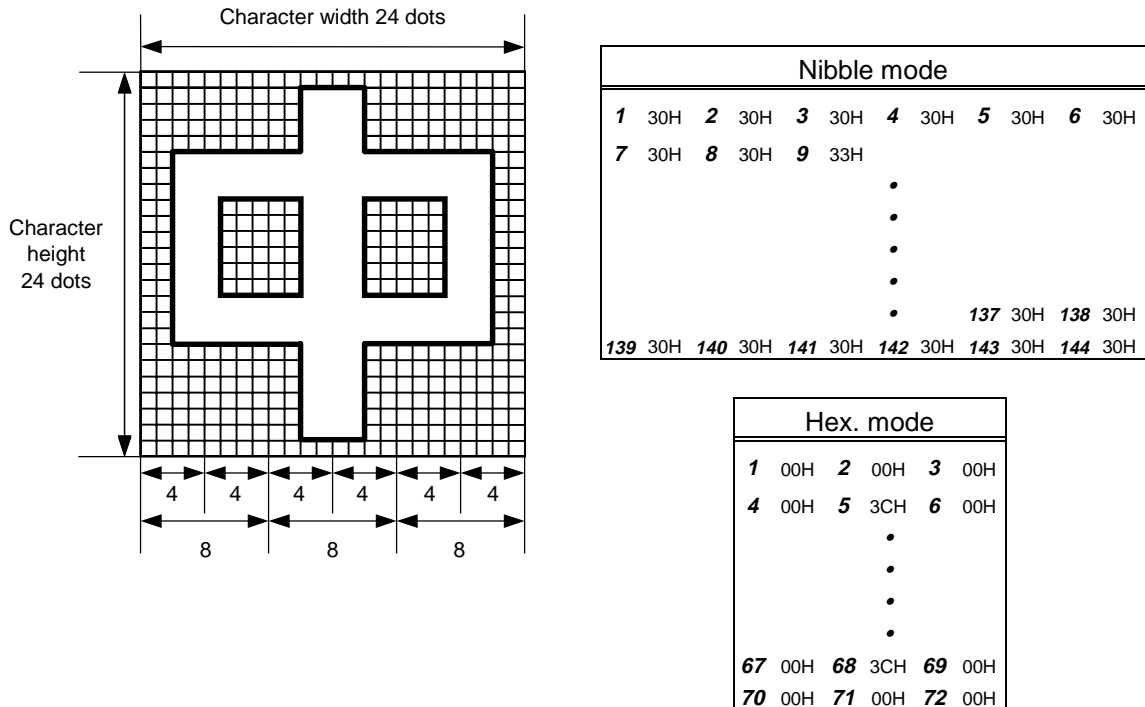 Character width 24 dots
Character
height
24 dots
4 4 4 4 4 4
8 8 8
Nibble mode
1 30H 2 30H 3 30H 4 30H 5 30H 6 30H
7 30H 8 30H 9 33H
137 30H 138 30H
139 30H 140 30H 141 30H 142 30H 143 30H 144 30H
Hex. mode
1 00H 2 00H 3 00H
4 00H 5 3CH 6 00H
67 00H 68 3CH 69 00H
70 00H 71 00H 72 00H